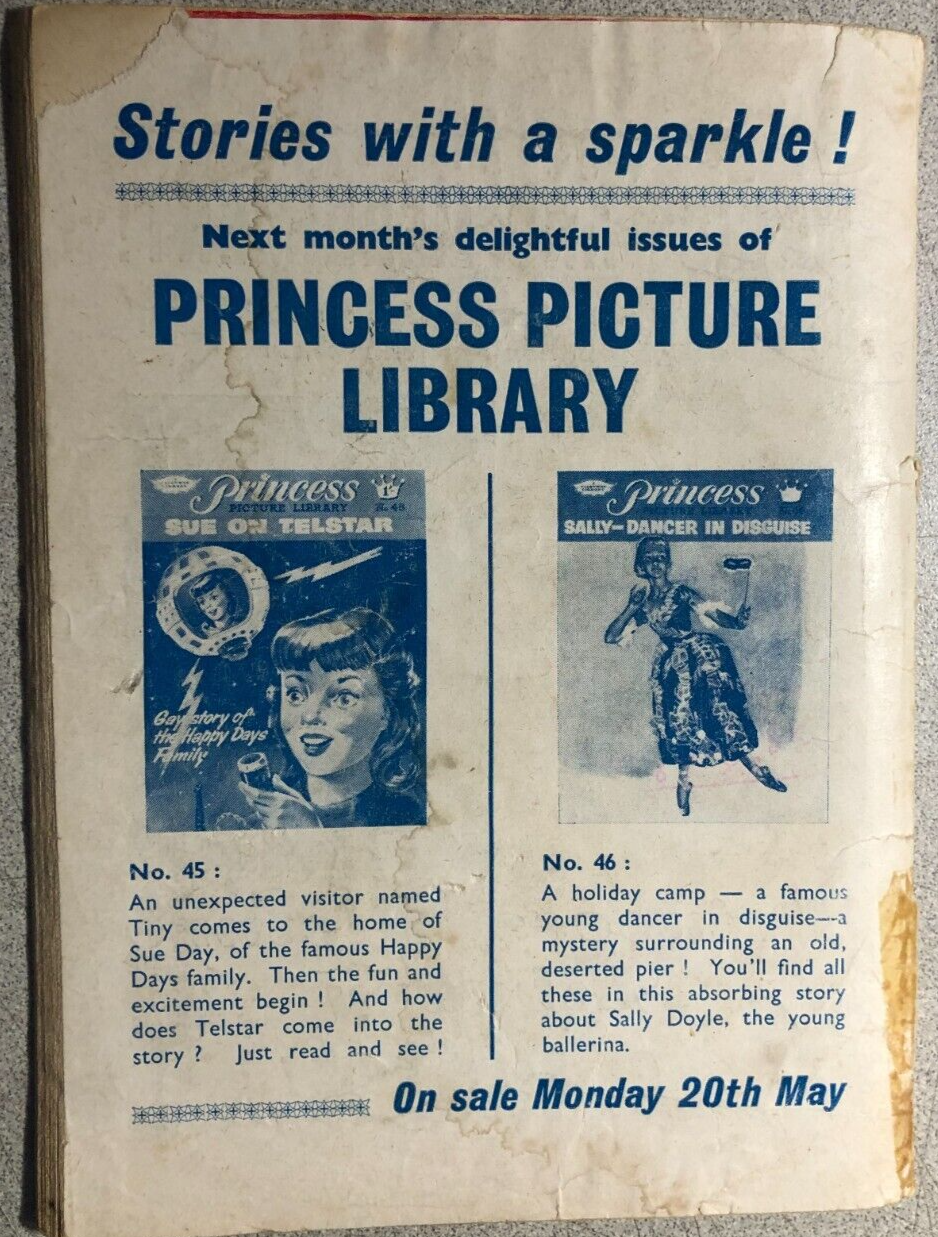 Stories with a sparkle !
Next month's delightful issues of
PRINCESS PICTURE
LIBRARY
Princess
PICTURE LIBRARY
No. 45
SUE ON TELSTAR
Gay story of
the Happy Days
Family
Princess
PICTURE LIBRARY
SALLY—DANCER IN DISGUISE
No. 45 :
An unexpected visitor named
Tiny comes to the home of
Sue Day, of the famous Happy
Days family. Then the fun and
excitement begin ! And how
does Telstar come into the
story ? Just read and see !
No. 46 :
A holiday camp — a famous
young dancer in disguise—a
mystery surrounding an old,
deserted pier ! You'll find all
these in this absorbing story
about Sally Doyle, the young
ballerina.
On sale Monday 20th May